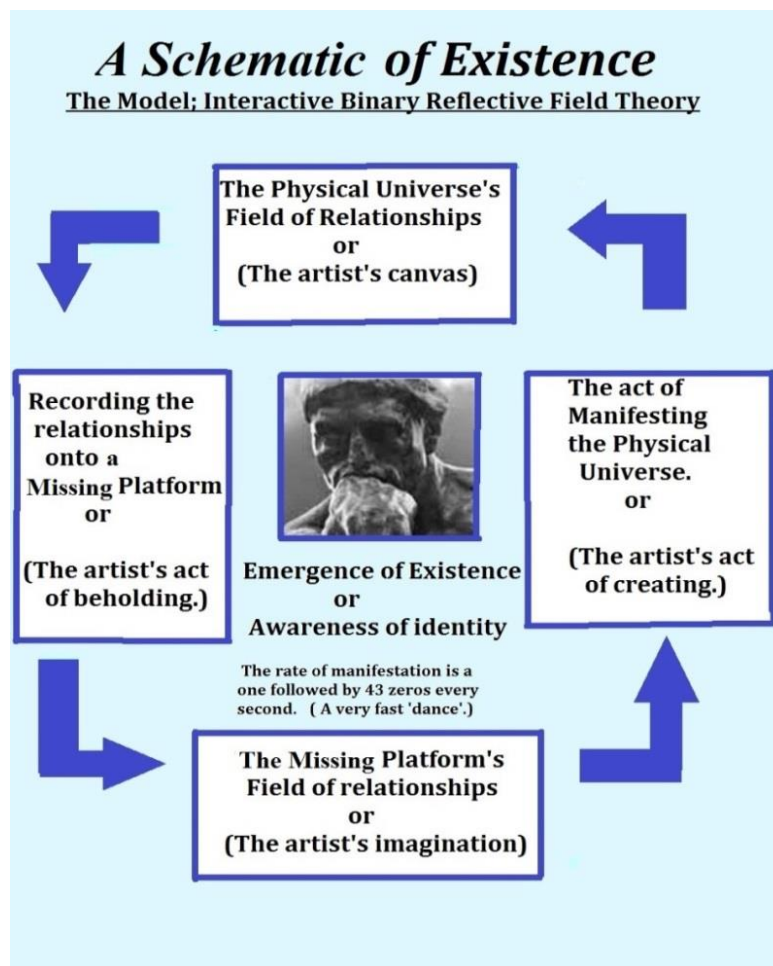 A Schematic of Existence
The Model; Interactive Binary Reflective Field Theory
The Physical Universe's
Field of Relationships
or
(The artist's canvas)
Recording the
relationships
onto a
Missing Platform
or
(The artist's act
of beholding.)
The act of
Manifesting
the Physical
Universe.
or
(The artist's act
of creating.)
Emergence of Existence
or
Awareness of identity
The rate of manifestation is a
one followed by 43 zeros every
second. ( A very fast 'dance'.)
The Missing Platform's
Field of relationships
or
(The artist's imagination)